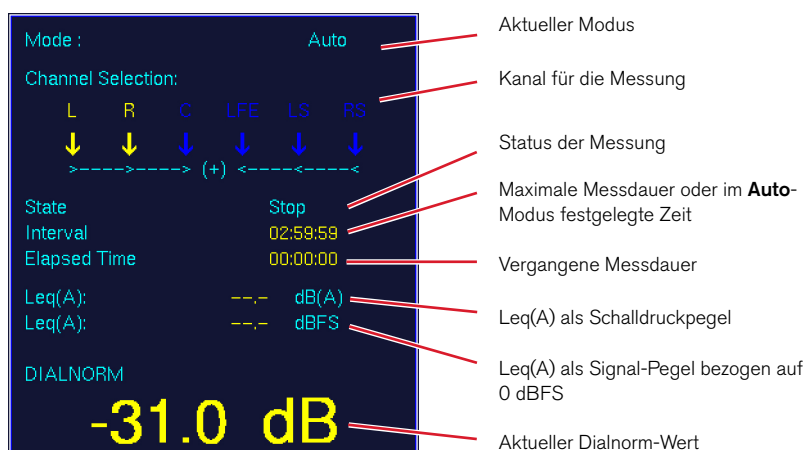 Mode : Auto
Channel Selection:
L R C LFE LS RS
>---->----> (+) <----<----<
State Stop
Interval 02:59:59
Elapsed Time 00:00:00
Leq(A): --.- dB(A)
Leq(A): --.- dBFS
DIALNORM
-31.0 dB
Aktueller Modus
Kanal für die Messung
Status der Messung
Maximale Messdauer oder im Auto-
Modus festgelegte Zeit
Vergangene Messdauer
Leq(A) als Schalldruckpegel
Leq(A) als Signal-Pegel bezogen auf
0 dBFS
Aktueller Dialnorm-Wert